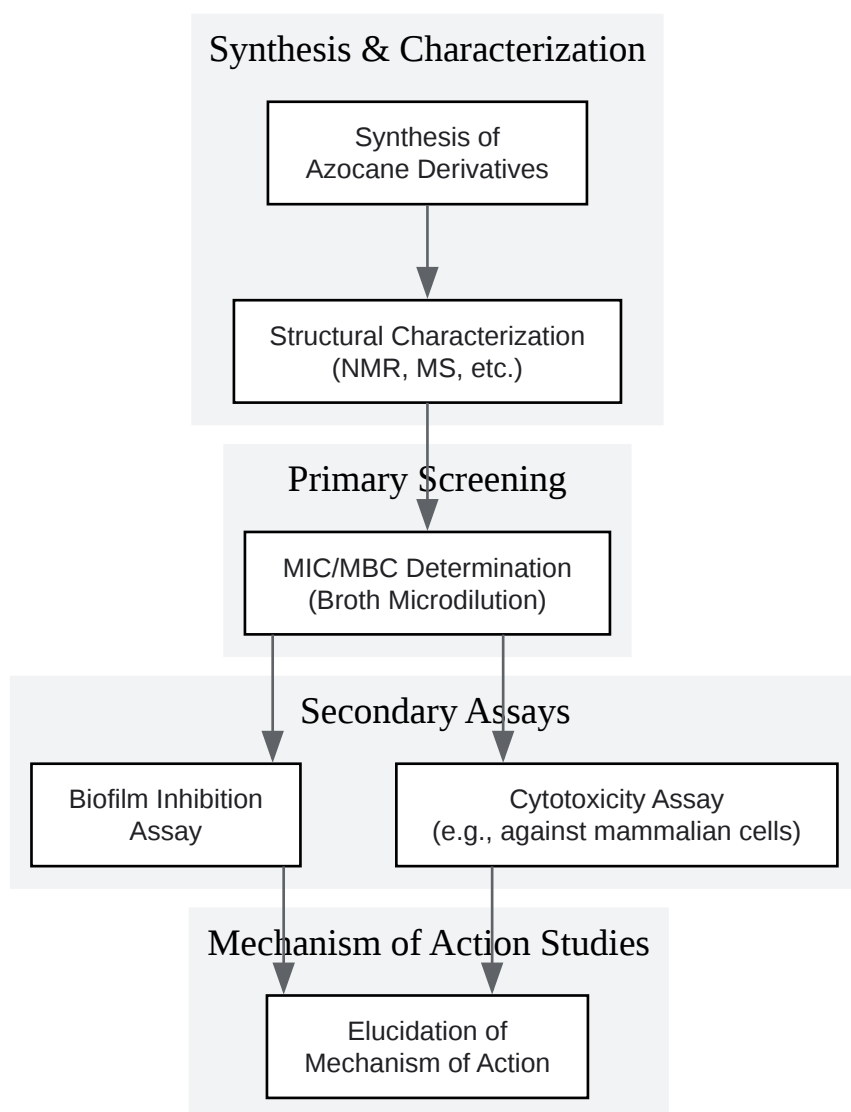 Synthesis & Characterization
Synthesis of
Azocane Derivatives
Structural Characterization
(NMR, MS, etc.)
Primary Screening
MIC/MBC Determination
(Broth Microdilution)
Secondary Assays
Biofilm Inhibition
Assay
Cytotoxicity Assay
(e.g., against mammalian cells)
Mechanism of Action Studies
Elucidation of
Mechanism of Action